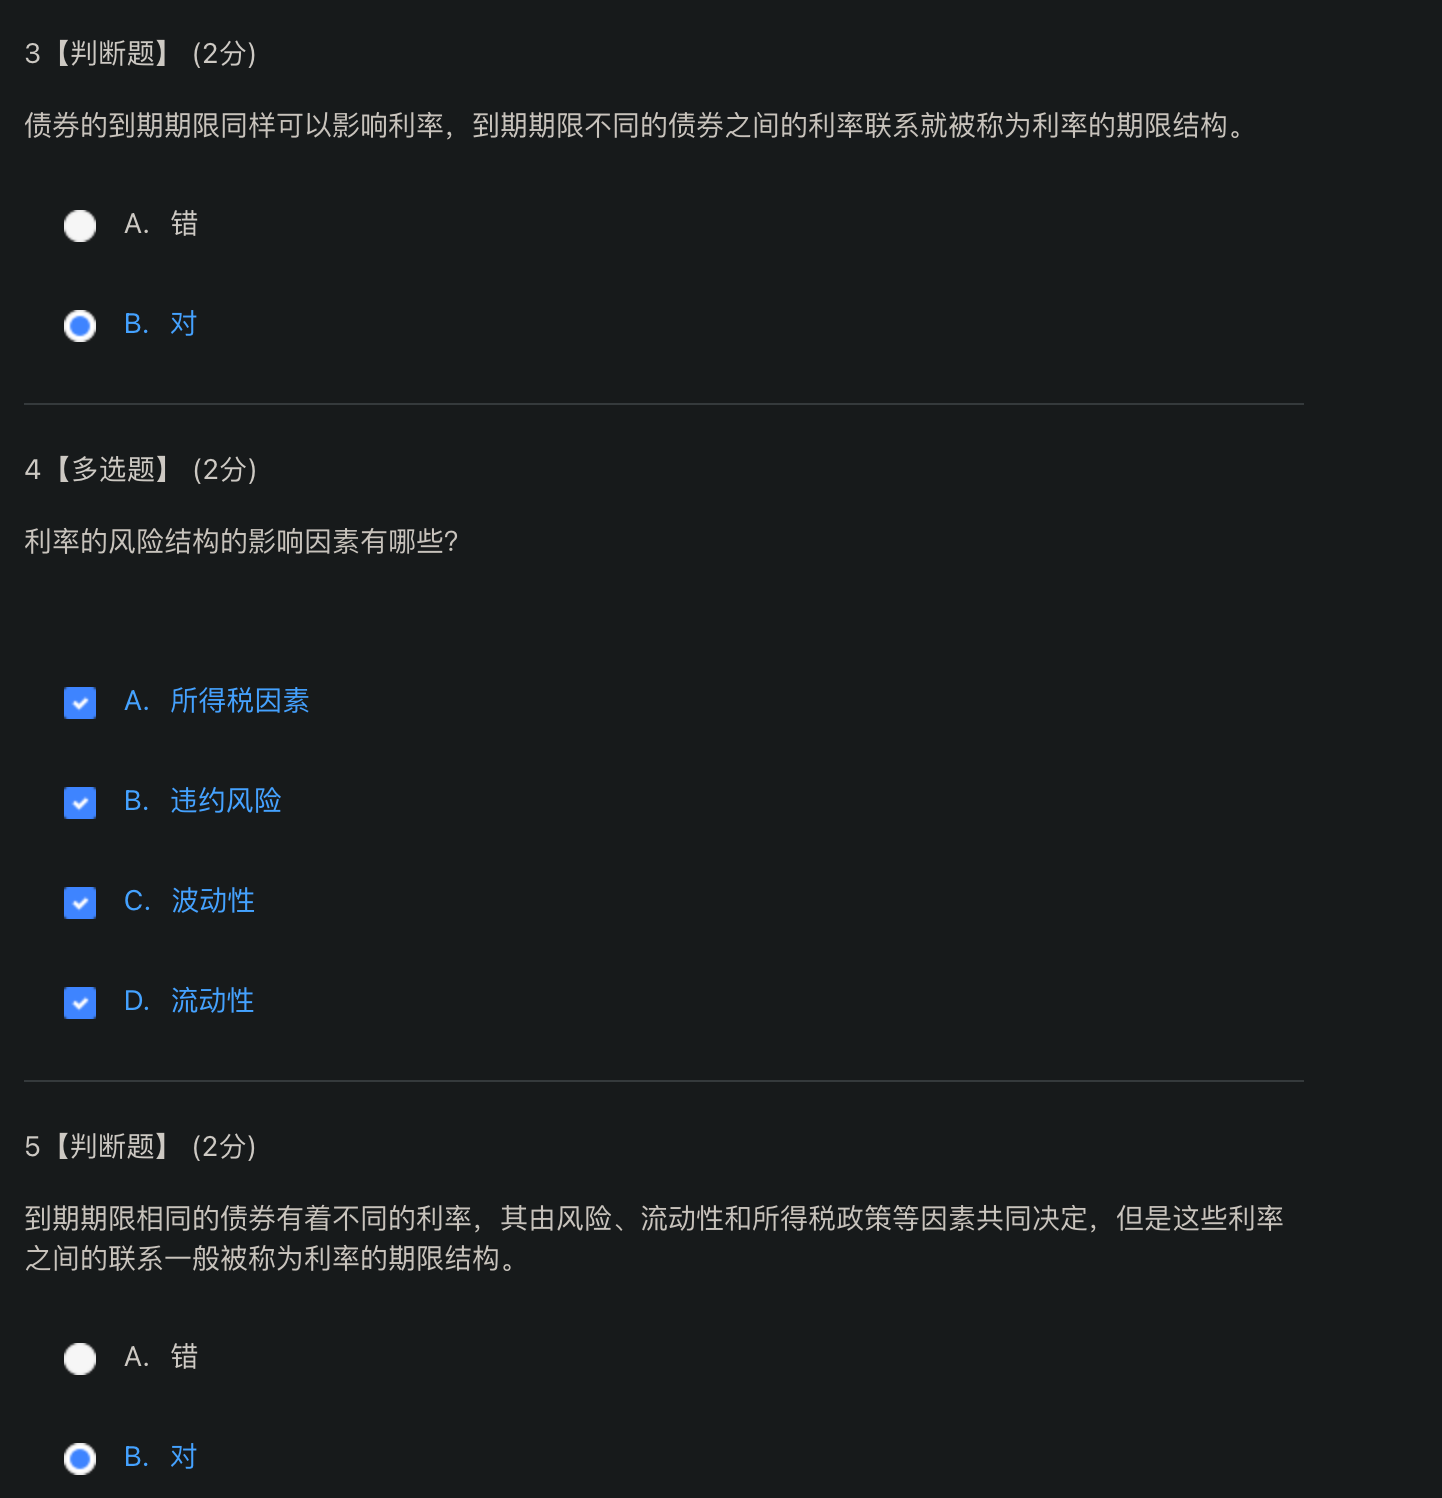 3【判断题】 (2分)
债券的到期期限同样可以影响利率，到期期限不同的债券之间的利率联系就被称为利率的期限结构。
A. 错
B. 对
4【多选题】 (2分)
利率的风险结构的影响因素有哪些?
A. 所得税因素
B. 违约风险
C. 波动性
D. 流动性
5【判断题】 (2分)
到期期限相同的债券有着不同的利率，其由风险、流动性和所得税政策等因素共同决定，但是这些利率
之间的联系一般被称为利率的期限结构。
A. 错
B. 对